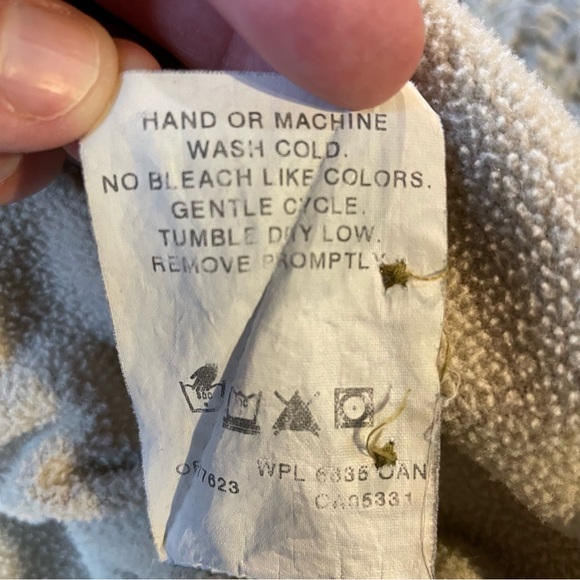 HAND OR MACHINE
WASH COLD.
NO BLEACH LIKE COLORS.
GENTLE CYCLE.
TUMBLE DRY LOW.
REMOVE PROMPTLY
WPL 6835 CAN
CA05331